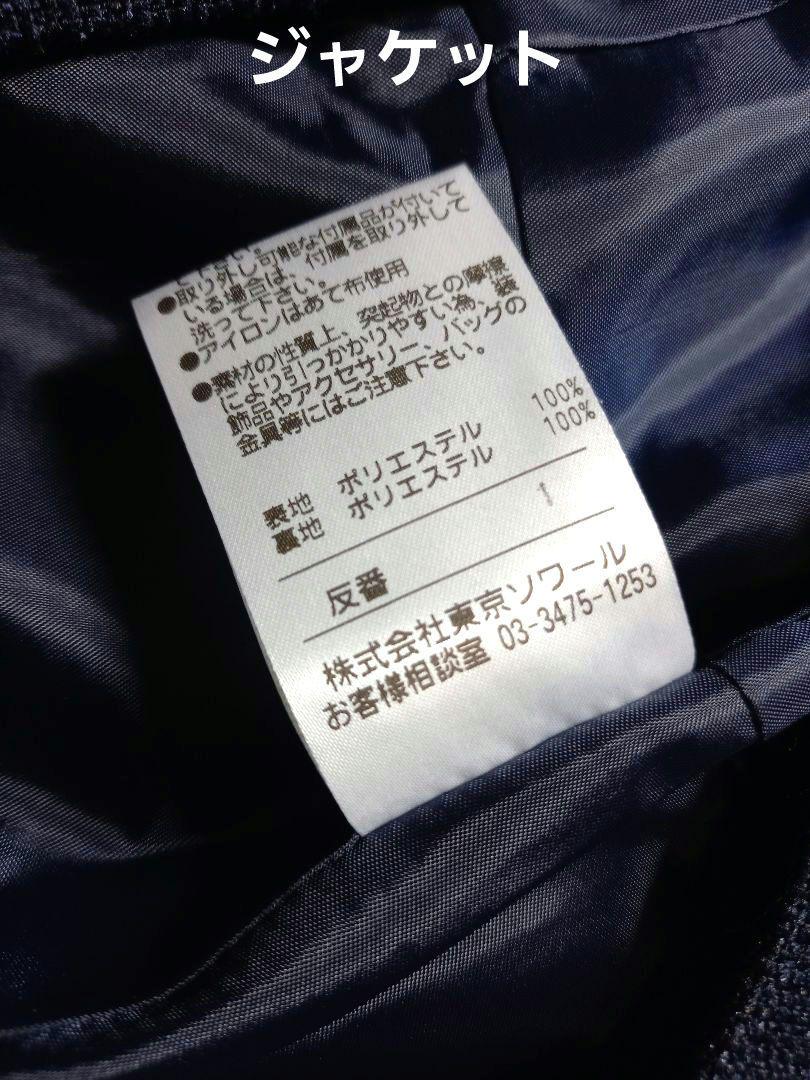 ジャケット
下さい。
●取り外し可能な付属品が付いて
いる場合は、付属を取り外して
洗って下さい。
●アイロンはあて布使用
●素材の性質上、突起物との摩擦
により引っかかりやすい為、装
飾品やアクセサリー、バッグの
金具等にはご注意下さい。
表地 ポリエステル 100%
裏地 ポリエステル 100%
1
反番
株式会社東京ソワール
お客様相談室 03-3475-1253